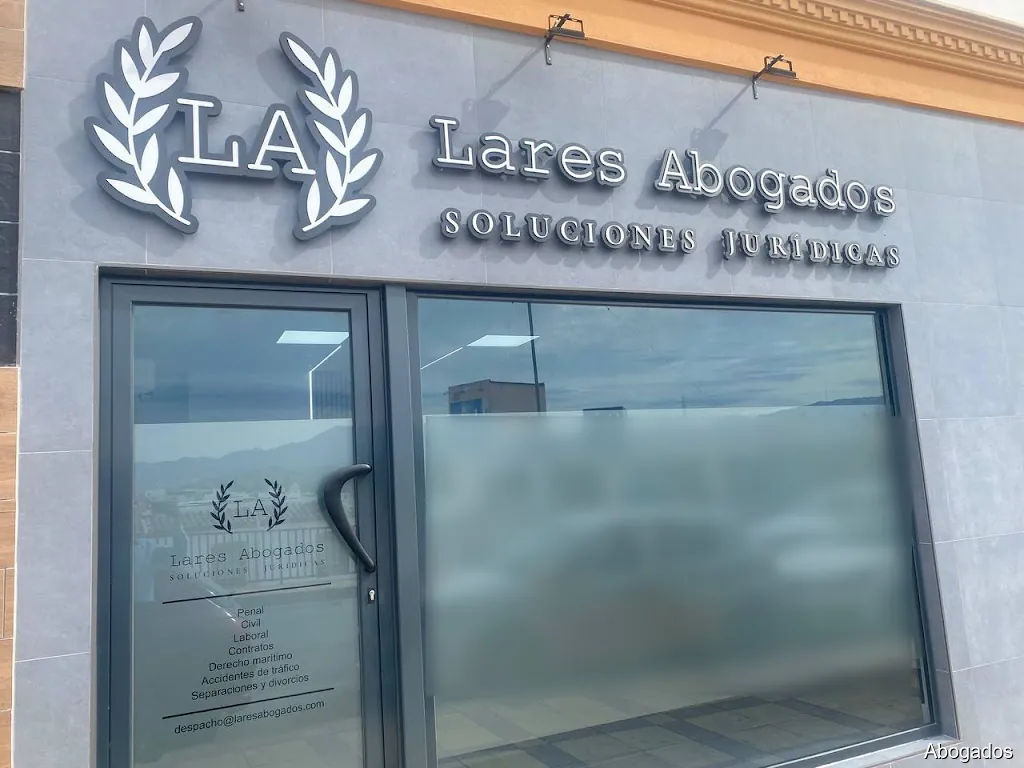 LA
Lares Abogados
SOLUCIONES JURÍDICAS
LA
Lares Abogados
SOLUCIONES JURIDICAS
Penal
Civil
Laboral
Contratos
Derecho marítimo
Accidentes de tráfico
Separaciones y divorcios
despacho@laresabogados.com
Abogados